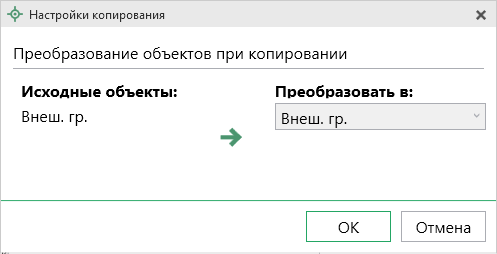 Настройки копирования
Преобразование объектов при копировании
Исходные объекты:
Преобразовать в:
Внеш. гр.
Внеш. гр.
OK
Отмена